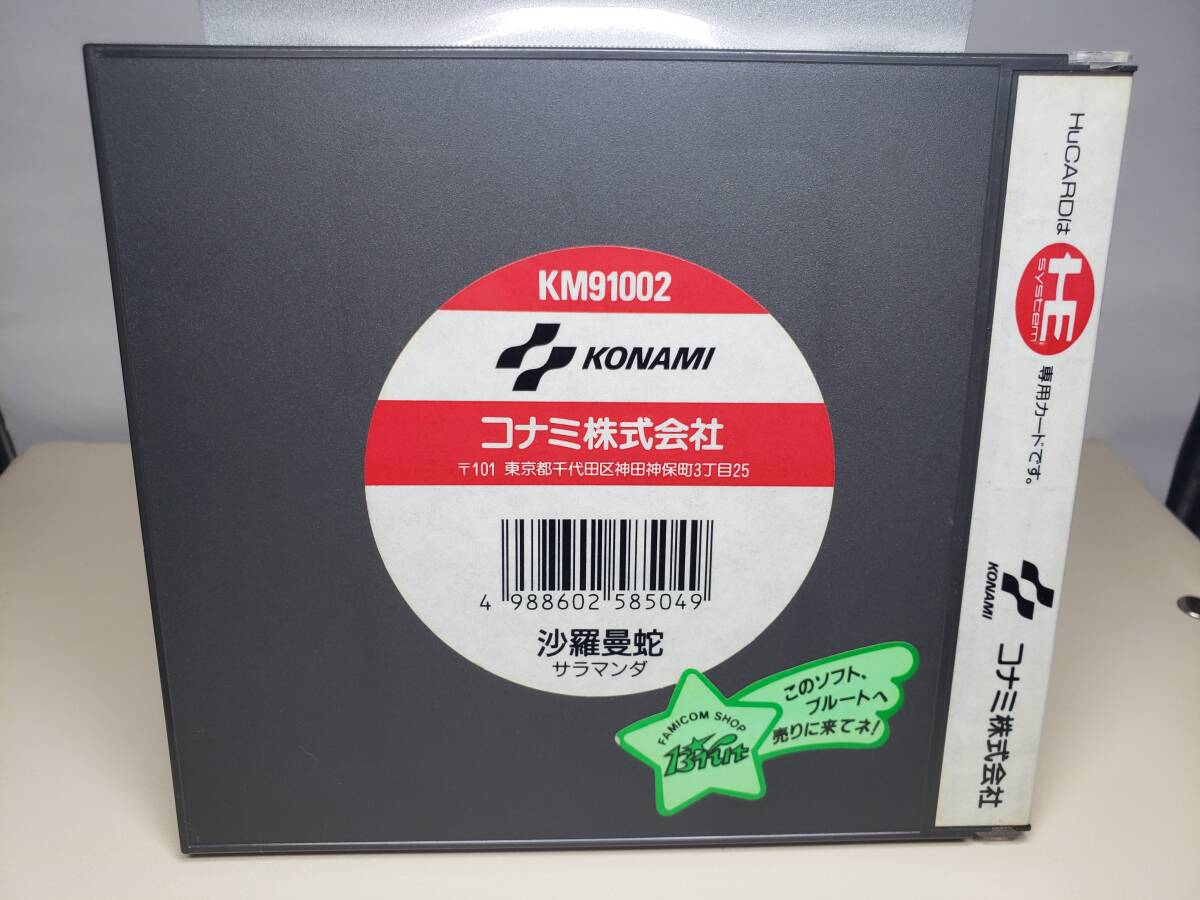 KM91002
KONAMI
コナミ株式会社
〒101 東京都千代田区神田神保町3丁目25
4 988602 585049
沙羅曼蛇
サラマンダ
FAMICOM SHOP
Brut
このソフト、
ブルートへ
売りに来てネ!
HuCARDは
HE
SYSTEM
専用カードです。
KONAMI
コナミ株式会社